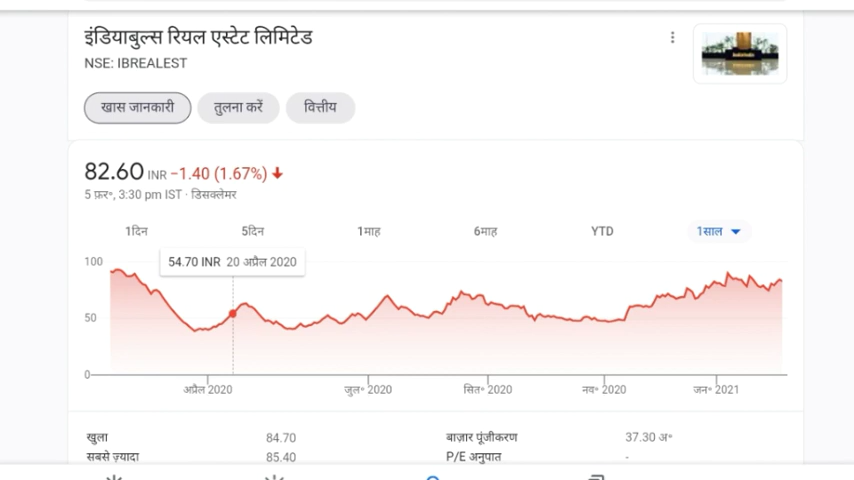 इंडियाबुल्स रियल एस्टेट लिमिटेड
NSE: IBREALEST
खास जानकारी तुलना करें वित्तीय
82.60 INR −1.40 (1.67%)
5 फ़र॰, 3:30 pm IST · डिसक्लेमर
1दिन 5दिन 1माह 6माह YTD 1साल
54.70 INR 20 अप्रैल 2020
100
50
0
अप्रैल 2020 जुल॰ 2020 सित॰ 2020 नव॰ 2020 जन॰ 2021
खुला 84.70 बाज़ार पूंजीकरण 37.30 अ॰
सबसे ज़्यादा 85.40 P/E अनुपात -